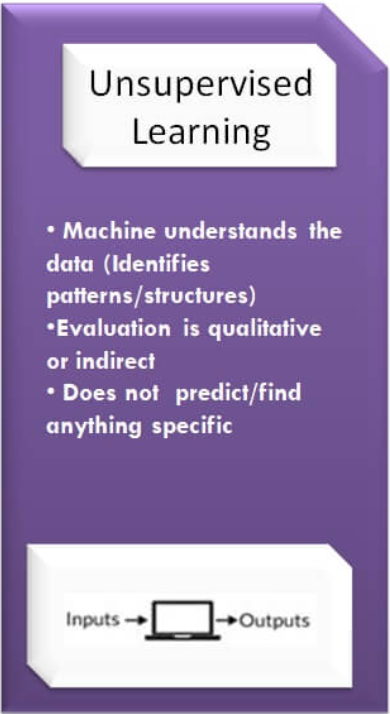 Unsupervised
Learning
• Machine understands the
data (Identifies
patterns/structures)
•Evaluation is qualitative
or indirect
• Does not predict/find
anything specific
Inputs → → Outputs